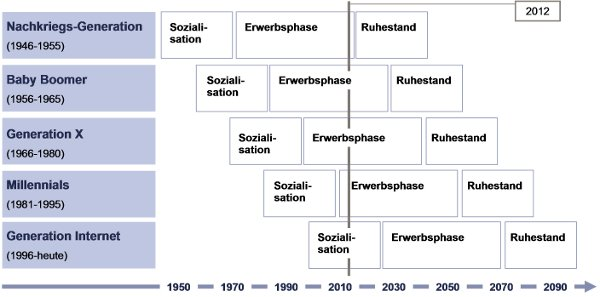 2012
Nachkriegs-Generation
(1946-1955)
Soziali-
sation
Erwerbsphase
Ruhestand
Baby Boomer
(1956-1965)
Soziali-
sation
Erwerbsphase
Ruhestand
Generation X
(1966-1980)
Soziali-
sation
Erwerbsphase
Ruhestand
Millennials
(1981-1995)
Soziali-
sation
Erwerbsphase
Ruhestand
Generation Internet
(1996-heute)
Soziali-
sation
Erwerbsphase
Ruhestand
1950 1970 1990 2010 2030 2050 2070 2090